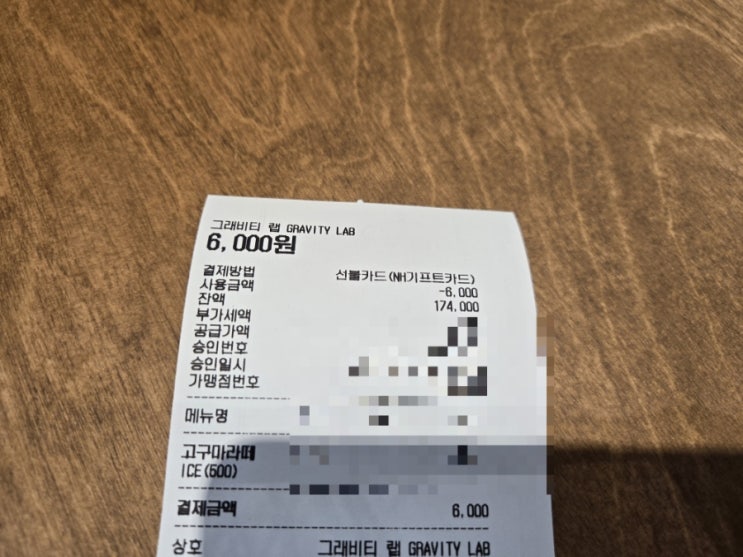 그래비티 랩 GRAVITY LAB
6,000원
결제방법 선불카드(NH기프트카드)
사용금액 -6,000
잔액 174,000
부가세액
공급가액
승인번호
승인일시
가맹점번호
메뉴명
고구마라떼
ICE(500)
결제금액 6,000
상호 그래비티 랩 GRAVITY LAB